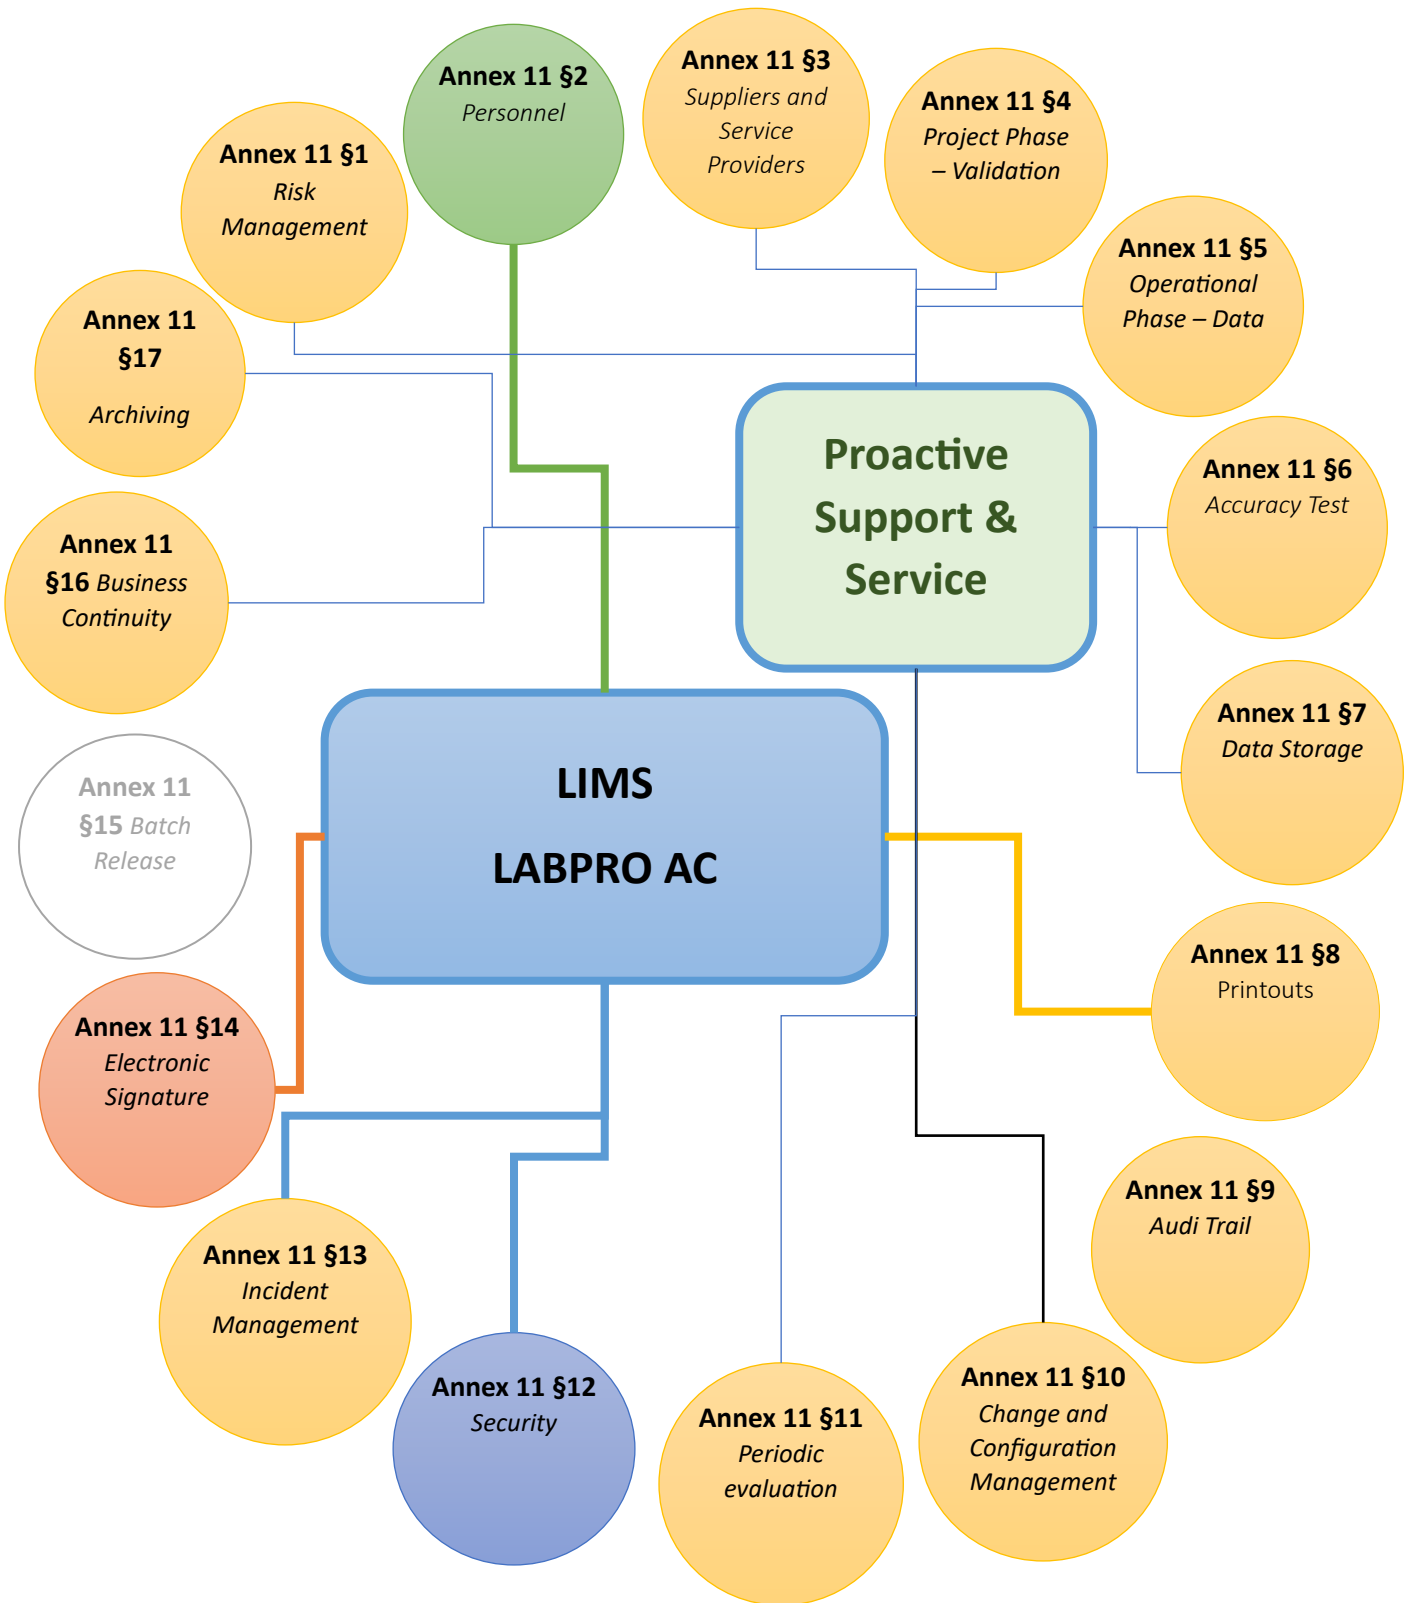 Annex 11 §1
Risk
Management
Annex 11 §2
Personnel
Annex 11 §3
Suppliers and
Service
Providers
Annex 11 §4
Project Phase
– Validation
Annex 11 §5
Operational
Phase – Data
Annex 11 §6
Accuracy Test
Annex 11 §7
Data Storage
Annex 11 §8
Printouts
Annex 11 §9
Audi Trail
Annex 11 §10
Change and
Configuration
Management
Annex 11 §11
Periodic
evaluation
Annex 11 §12
Security
Annex 11 §13
Incident
Management
Annex 11 §14
Electronic
Signature
Annex 11
§15 Batch
Release
Annex 11
§16 Business
Continuity
Annex 11
§17
Archiving
Proactive
Support &
Service
LIMS
LABPRO AC